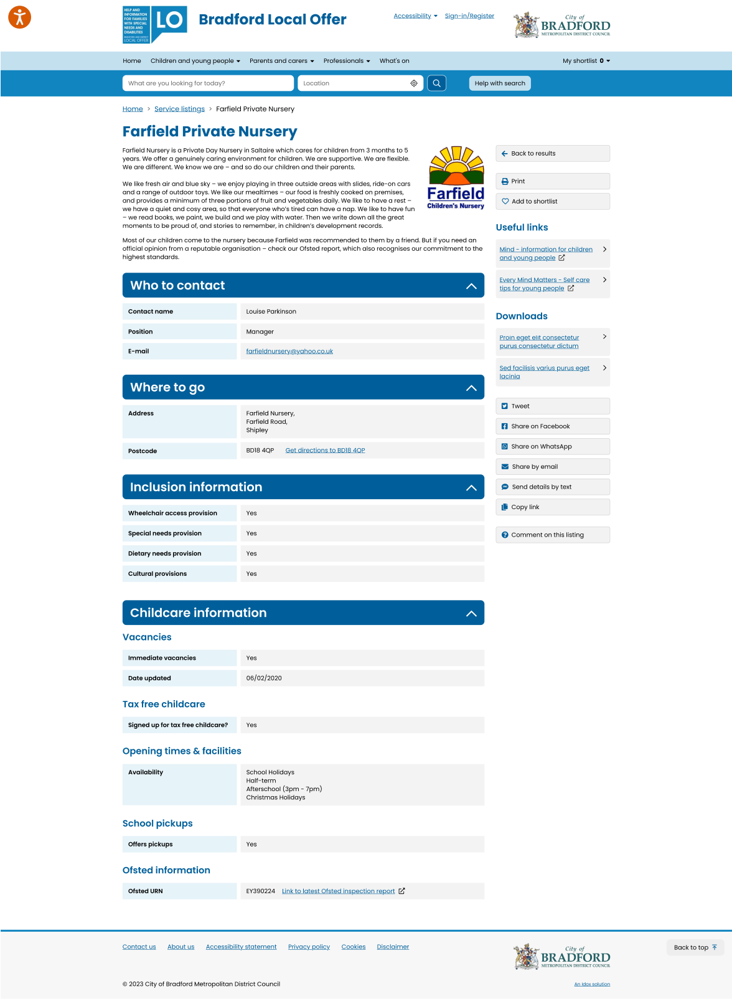 HELP AND
INFORMATION
FOR FAMILIES
WITH SPECIAL
NEEDS AND
DISABILITIES
BRADFORD AND DISTRICT
LOCAL OFFER
LO
Bradford Local Offer
Accessibility
Sign-in/Register
City of
BRADFORD
METROPOLITAN DISTRICT COUNCIL
Home
Children and young people
Parents and carers
Professionals
What's on
My shortlist 0
What are you looking for today?
Location
Help with search
Home > Service listings > Farfield Private Nursery
Farfield Private Nursery
Farfield Nursery is a Private Day Nursery in Saltaire which cares for children from 3 months to 5
years. We offer a genuinely caring environment for children. We are supportive. We are flexible.
We are different. We know we are – and so do our children and their parents.
We like fresh air and blue sky – we enjoy playing in three outside areas with slides, ride-on cars
and a range of outdoor toys. We like our mealtimes – our food is freshly cooked on premises,
and provides a minimum of three portions of fruit and vegetables daily. We like to have a rest –
we have a quiet and cosy area, so that everyone who's tired can have a nap. We like to have fun
– we read books, we paint, we build and we play with water. Then we write down all the great
moments to be proud of, and stories to remember, in children's development records.
Farfield
Children's Nursery
Most of our children come to the nursery because Farfield was recommended to them by a friend. But if you need an
official opinion from a reputable organisation – check our Ofsted report, which also recognises our commitment to the
highest standards.
Who to contact
Contact name
Louise Parkinson
Position
Manager
E-mail
farfieldnursery@yahoo.co.uk
Where to go
Address
Farfield Nursery,
Farfield Road,
Shipley
Postcode
BD18 4QP
Get directions to BD18 4QP
Inclusion information
Wheelchair access provision
Yes
Special needs provision
Yes
Dietary needs provision
Yes
Cultural provisions
Yes
Childcare information
Vacancies
Immediate vacancies
Yes
Date updated
06/02/2020
Tax free childcare
Signed up for tax free childcare?
Yes
Opening times & facilities
Availability
School Holidays
Half-term
Afterschool (3pm - 7pm)
Christmas Holidays
School pickups
Offers pickups
Yes
Ofsted information
Ofsted URN
EY390224
Link to latest Ofsted inspection report
Back to results
Print
Add to shortlist
Useful links
Mind - information for children
and young people
Every Mind Matters - Self care
tips for young people
Downloads
Proin eget elit consectetur
purus consectetur dictum
Sed facilisis varius purus eget
lacinia
Tweet
Share on Facebook
Share on WhatsApp
Share by email
Send details by text
Copy link
Comment on this listing
Contact us
About us
Accessibility statement
Privacy policy
Cookies
Disclaimer
City of
BRADFORD
METROPOLITAN DISTRICT COUNCIL
Back to top
© 2023 City of Bradford Metropolitan District Council
An Idox solution